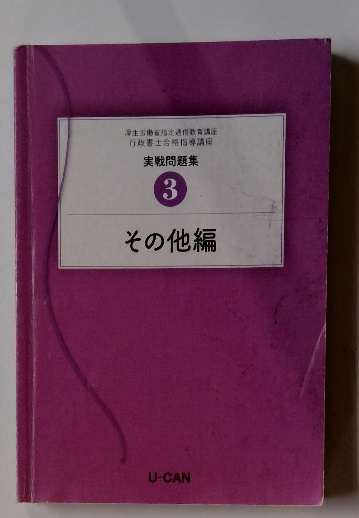 厚生労働省指定通信教育講座
行政書士合格指導講座
実戦問題集
3
その他編
U-CAN